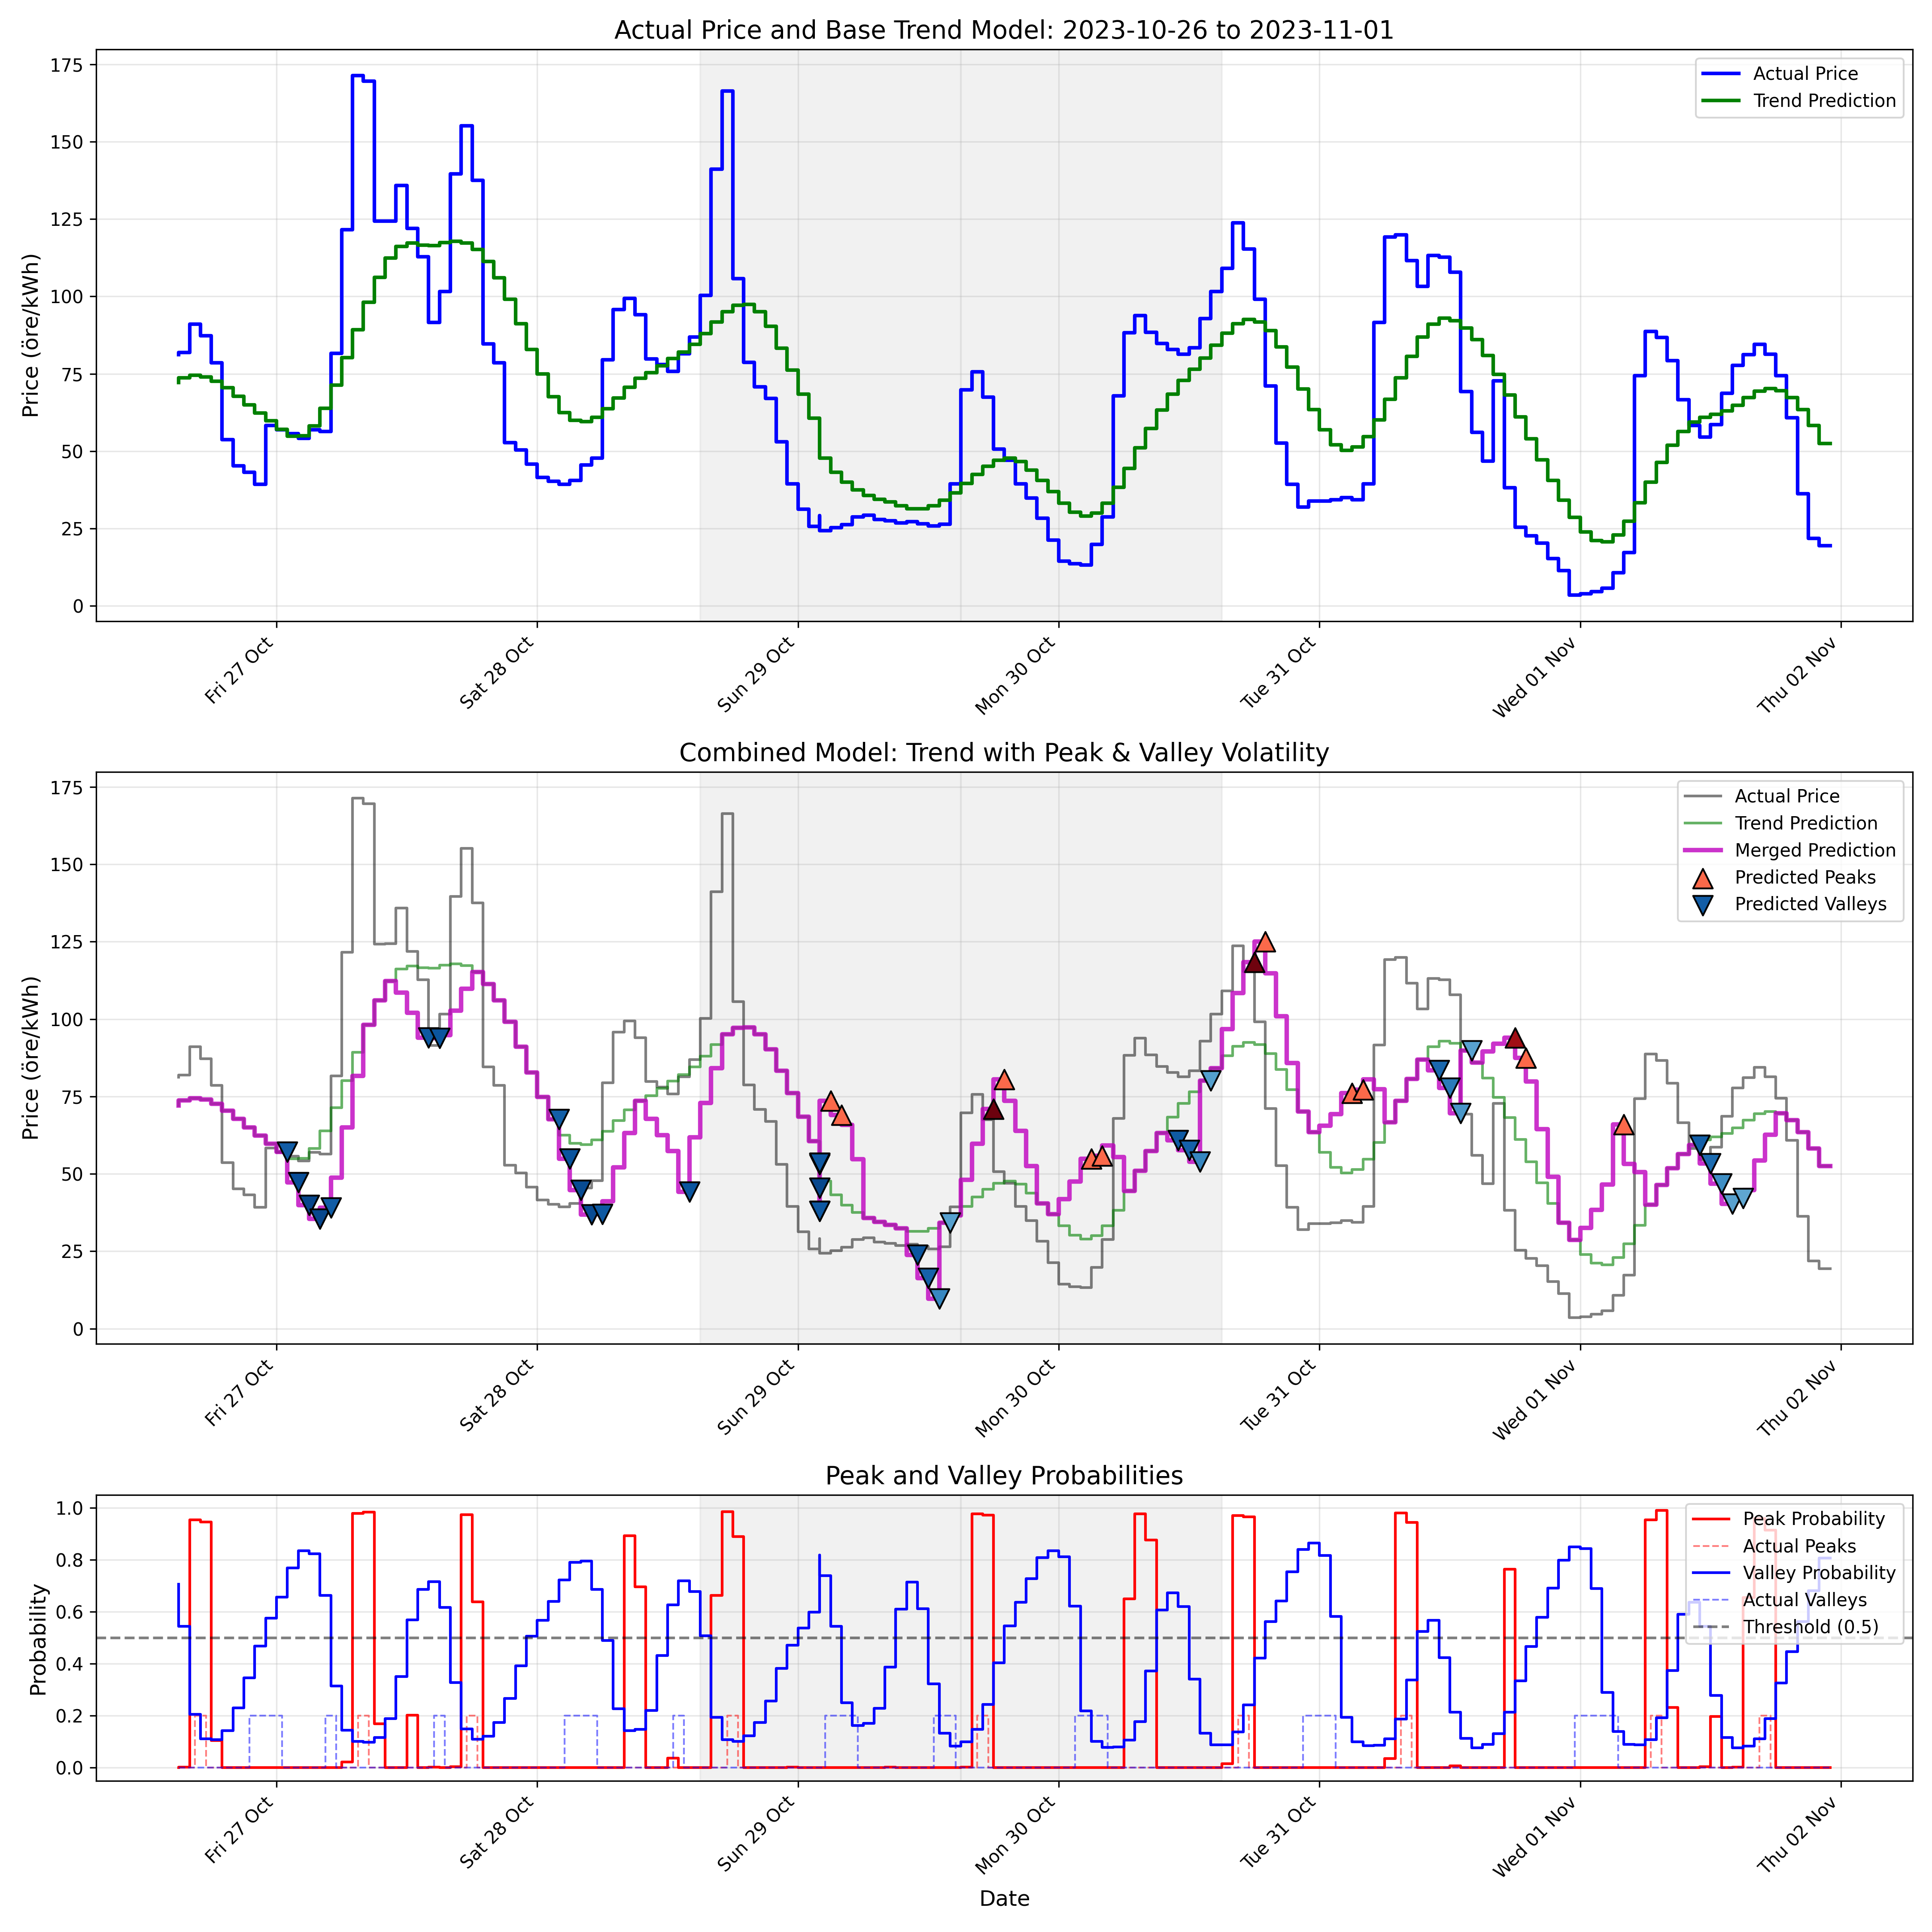 Actual Price and Base Trend Model: 2023-10-26 to 2023-11-01
Price (öre/kWh)
175
150
125
100
75
50
25
0
Actual Price
Trend Prediction
Fri 27 Oct
Sat 28 Oct
Sun 29 Oct
Mon 30 Oct
Tue 31 Oct
Wed 01 Nov
Thu 02 Nov
Combined Model: Trend with Peak & Valley Volatility
Price (öre/kWh)
175
150
125
100
75
50
25
0
Actual Price
Trend Prediction
Merged Prediction
Predicted Peaks
Predicted Valleys
Fri 27 Oct
Sat 28 Oct
Sun 29 Oct
Mon 30 Oct
Tue 31 Oct
Wed 01 Nov
Thu 02 Nov
Peak and Valley Probabilities
Probability
1.0
0.8
0.6
0.4
0.2
0.0
Peak Probability
Actual Peaks
Valley Probability
Actual Valleys
Threshold (0.5)
Fri 27 Oct
Sat 28 Oct
Sun 29 Oct
Mon 30 Oct
Tue 31 Oct
Wed 01 Nov
Thu 02 Nov
Date